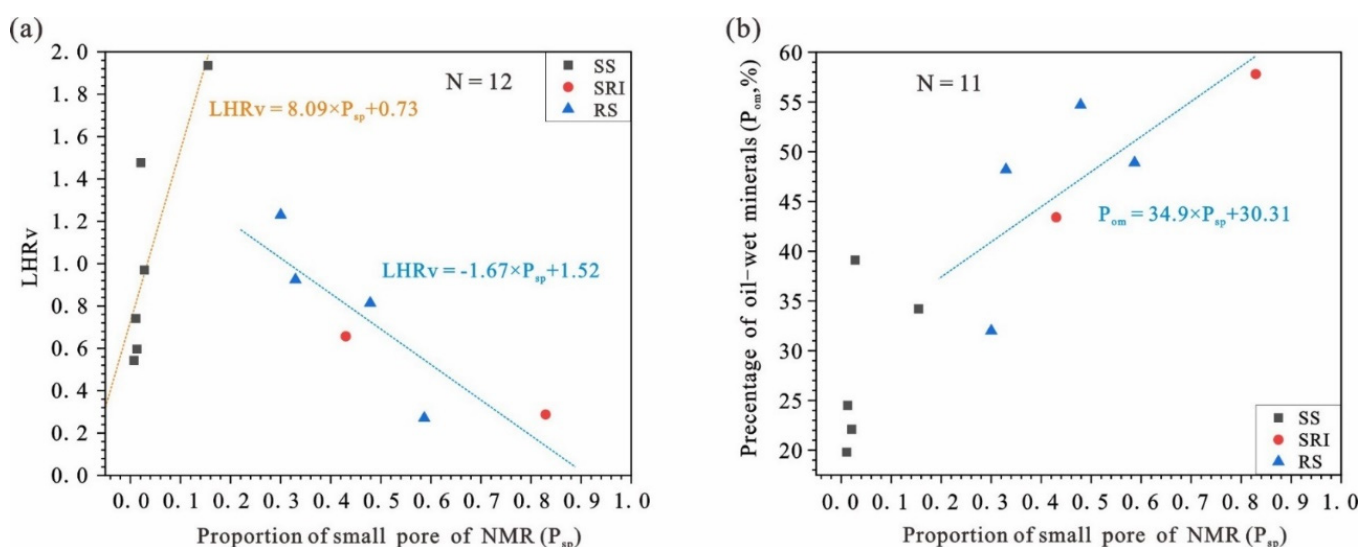 (a)
2.0
1.8
1.6
1.4
1.2
1.0
0.8
0.6
0.4
0.2
0.0
LHRv
N = 12
SS
SRI
RS
LHRv = 8.09×Psp+0.73
LHRv = -1.67×Psp+1.52
0.0 0.1 0.2 0.3 0.4 0.5 0.6 0.7 0.8 0.9 1.0
Proportion of small pore of NMR (Psp)
(b)
60
55
50
45
40
35
30
25
20
Precentage of oil-wet minerals (Pom,%)
N = 11
Pom = 34.9×Psp+30.31
SS
SRI
RS
0.0 0.1 0.2 0.3 0.4 0.5 0.6 0.7 0.8 0.9 1.0
Proportion of small pore of NMR (Psp)